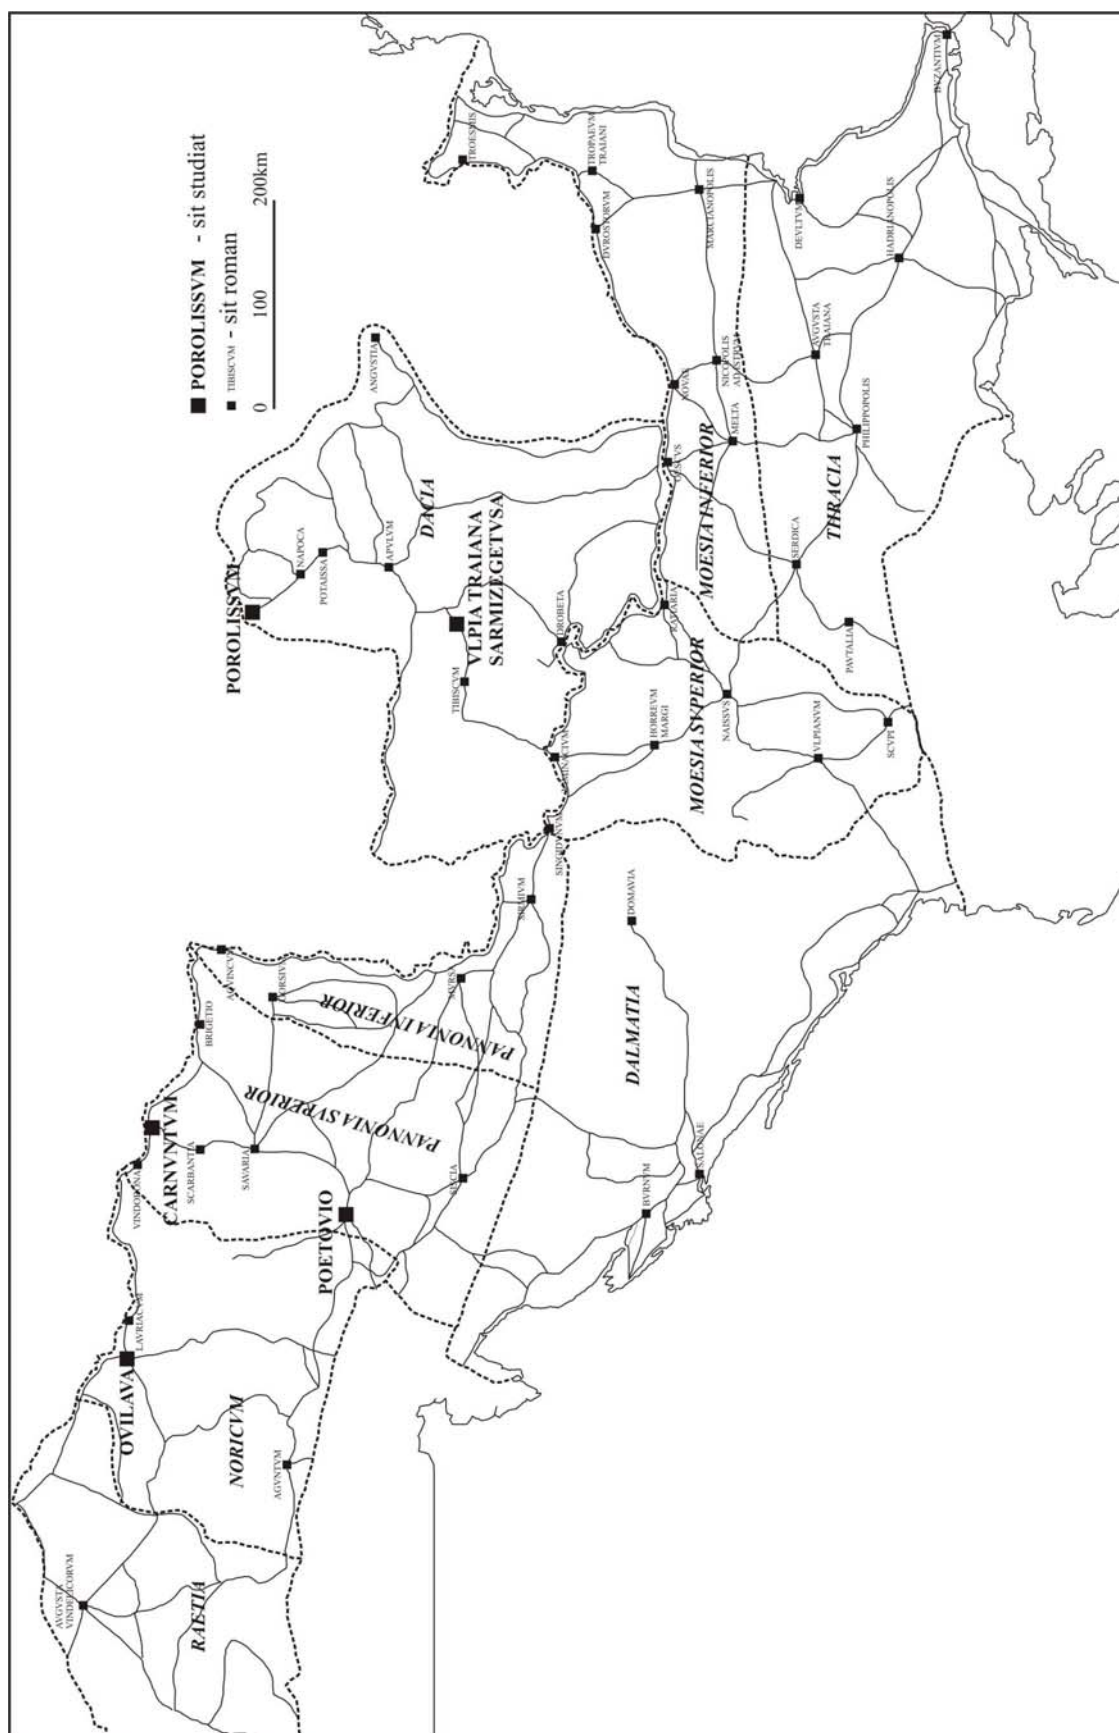 POROLISSVM - sit studiat
TIBISCVM - sit roman
0 100 200km
AVGVSTA
VINDELICORVM
RAETIA
NORICVM
AGVNTVM
OVILAVA
LAVRIACVM
VINDOBONA
CARNVNTVM
SCARBANTIA
SAVARIA
POETOVIO
BRIGETIO
PANNONIA SVPERIOR
PANNONIA INFERIOR
SISCIA
SIRMIVM
SINGIDVNVM
DALMATIA
DOMAVIA
BVRNVM
SALONAE
POROLISSVM
NAPOCA
POTAISSA
APVLVM
ANGVSTIA
DACIA
VLPIA TRAIANA
SARMIZEGETVSA
TIBISCVM
DROBETA
HORREVM
MARGI
MOESIA SVPERIOR
NAISSVS
VLPIANVM
SCVPI
RATIARIA
MOESIA INFERIOR
OESCVS
NOVAE
MELTA
NICOPOLIS
DVROSTORVM
TROPAEVM
TRAIANI
TROESMIS
MARCIANOPOLIS
DEVLTVM
SERDICA
PAVTALIA
THRACIA
PHILIPPOPOLIS
AVGVSTA
TRAIANA
HADRIANOPOLIS
BYZANTIVM